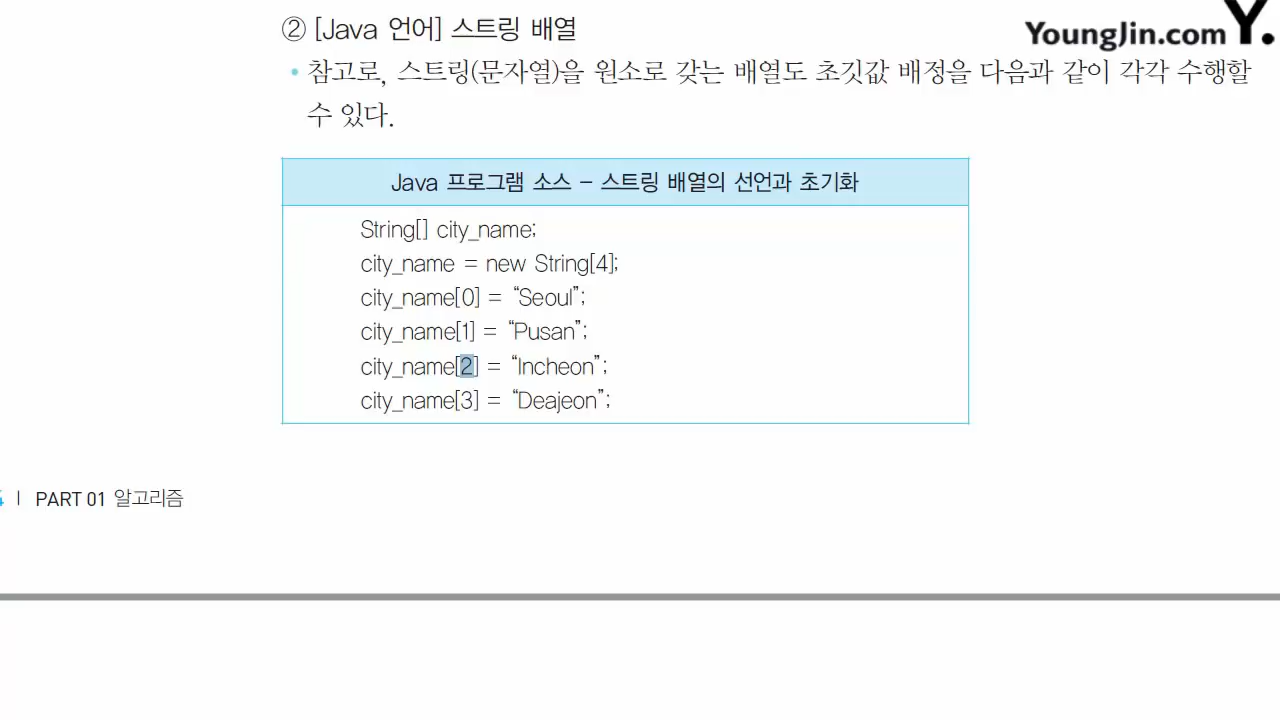 ② [Java 언어] 스트링 배열
YoungJin.com Y.
• 참고로, 스트링(문자열)을 원소로 갖는 배열도 초깃값 배정을 다음과 같이 각각 수행할
수 있다.
Java 프로그램 소스 – 스트링 배열의 선언과 초기화
String[] city_name;
city_name = new String[4];
city_name[0] = “Seoul”;
city_name[1] = “Pusan”;
city_name[2] = “Incheon”;
city_name[3] = “Deajeon”;
| PART 01 알고리즘